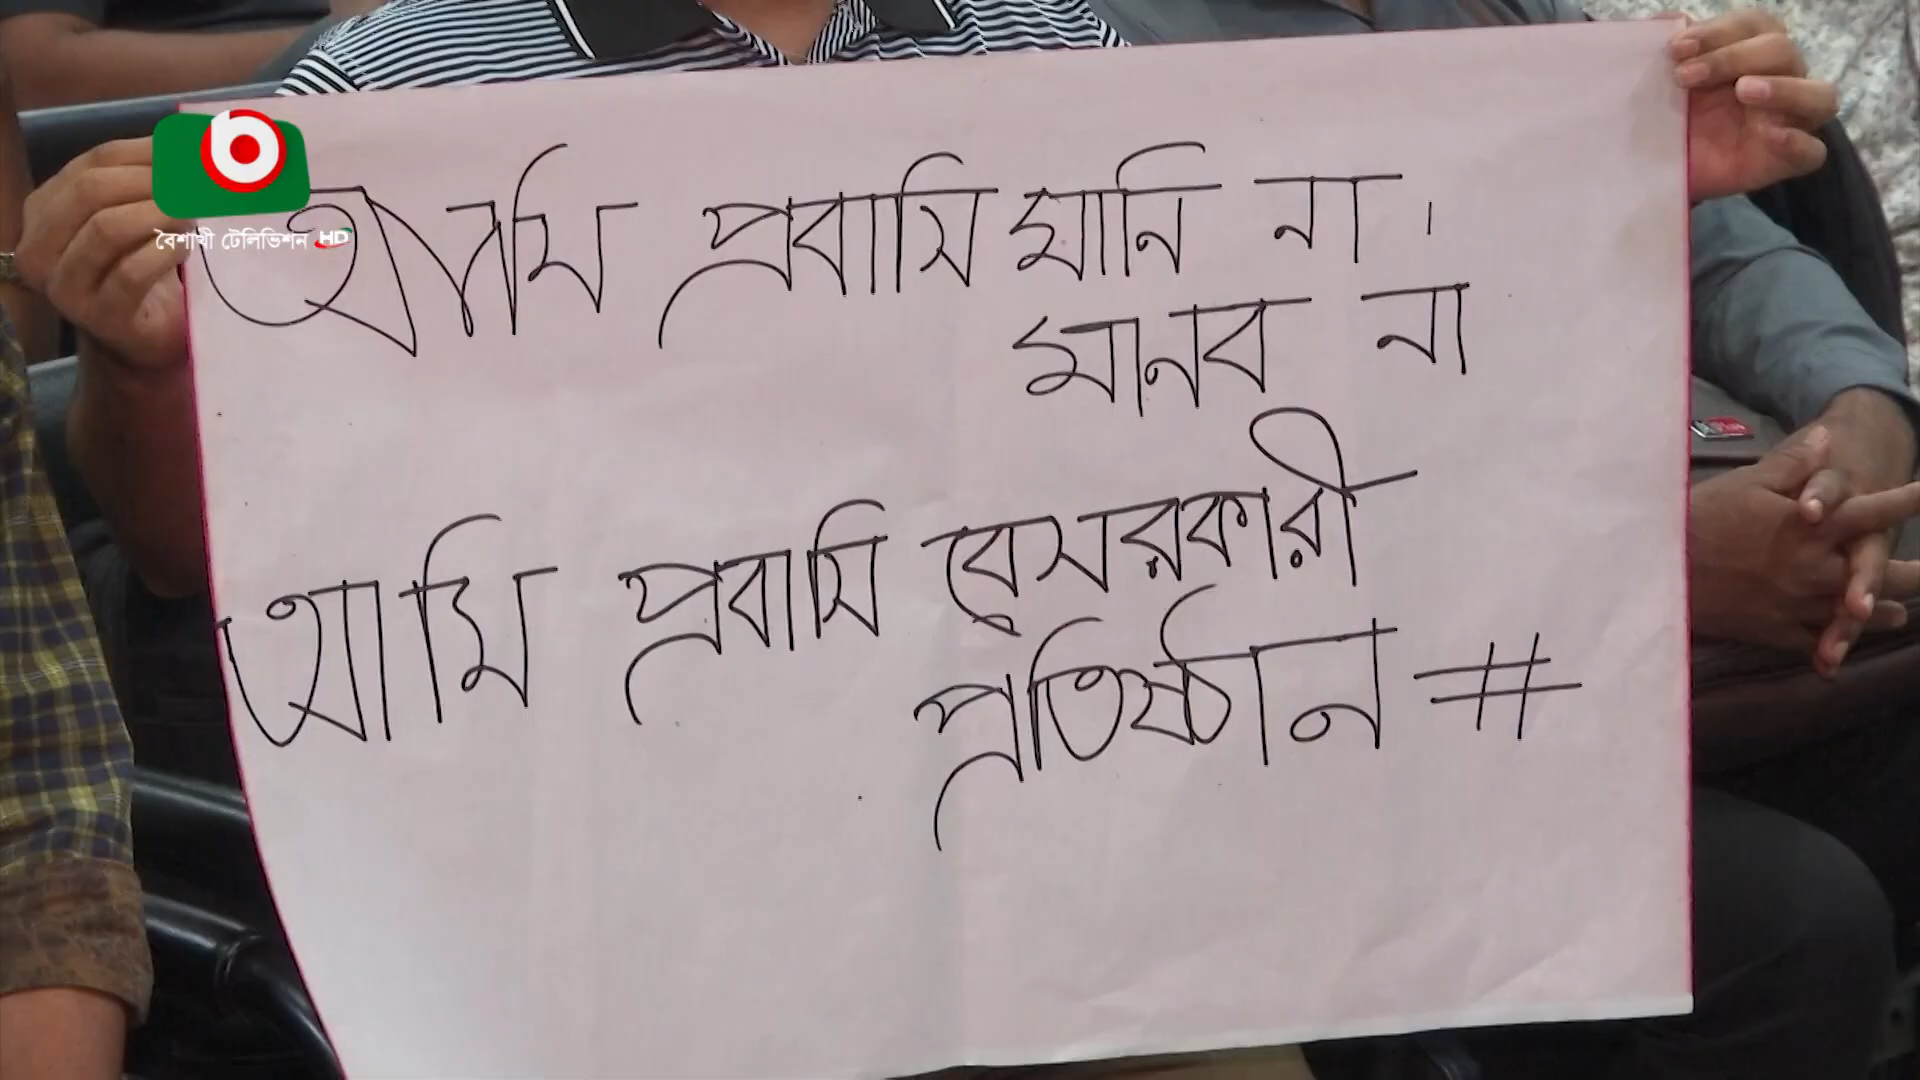 বৈশাখী টেলিভিশন HD
আমি প্রবাসি মানি না।
মানব না
আমি প্রবাসি বেসরকারী
প্রতিষ্ঠান #